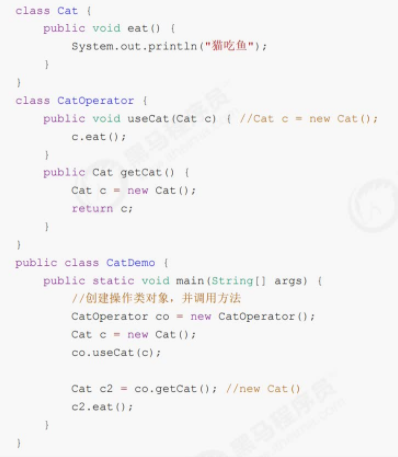 class Cat {
    public void eat() {
        System.out.println("猫吃鱼");
    }
}
class CatOperator {
    public void useCat(Cat c) { //Cat c = new Cat();
        c.eat();
    }
    public Cat getCat() {
        Cat c = new Cat();
        return c;
    }
}
public class CatDemo {
    public static void main(String[] args) {
        //创建操作类对象，并调用方法
        CatOperator co = new CatOperator();
        Cat c = new Cat();
        co.useCat(c);

        Cat c2 = co.getCat(); //new Cat()
        c2.eat();
    }
}